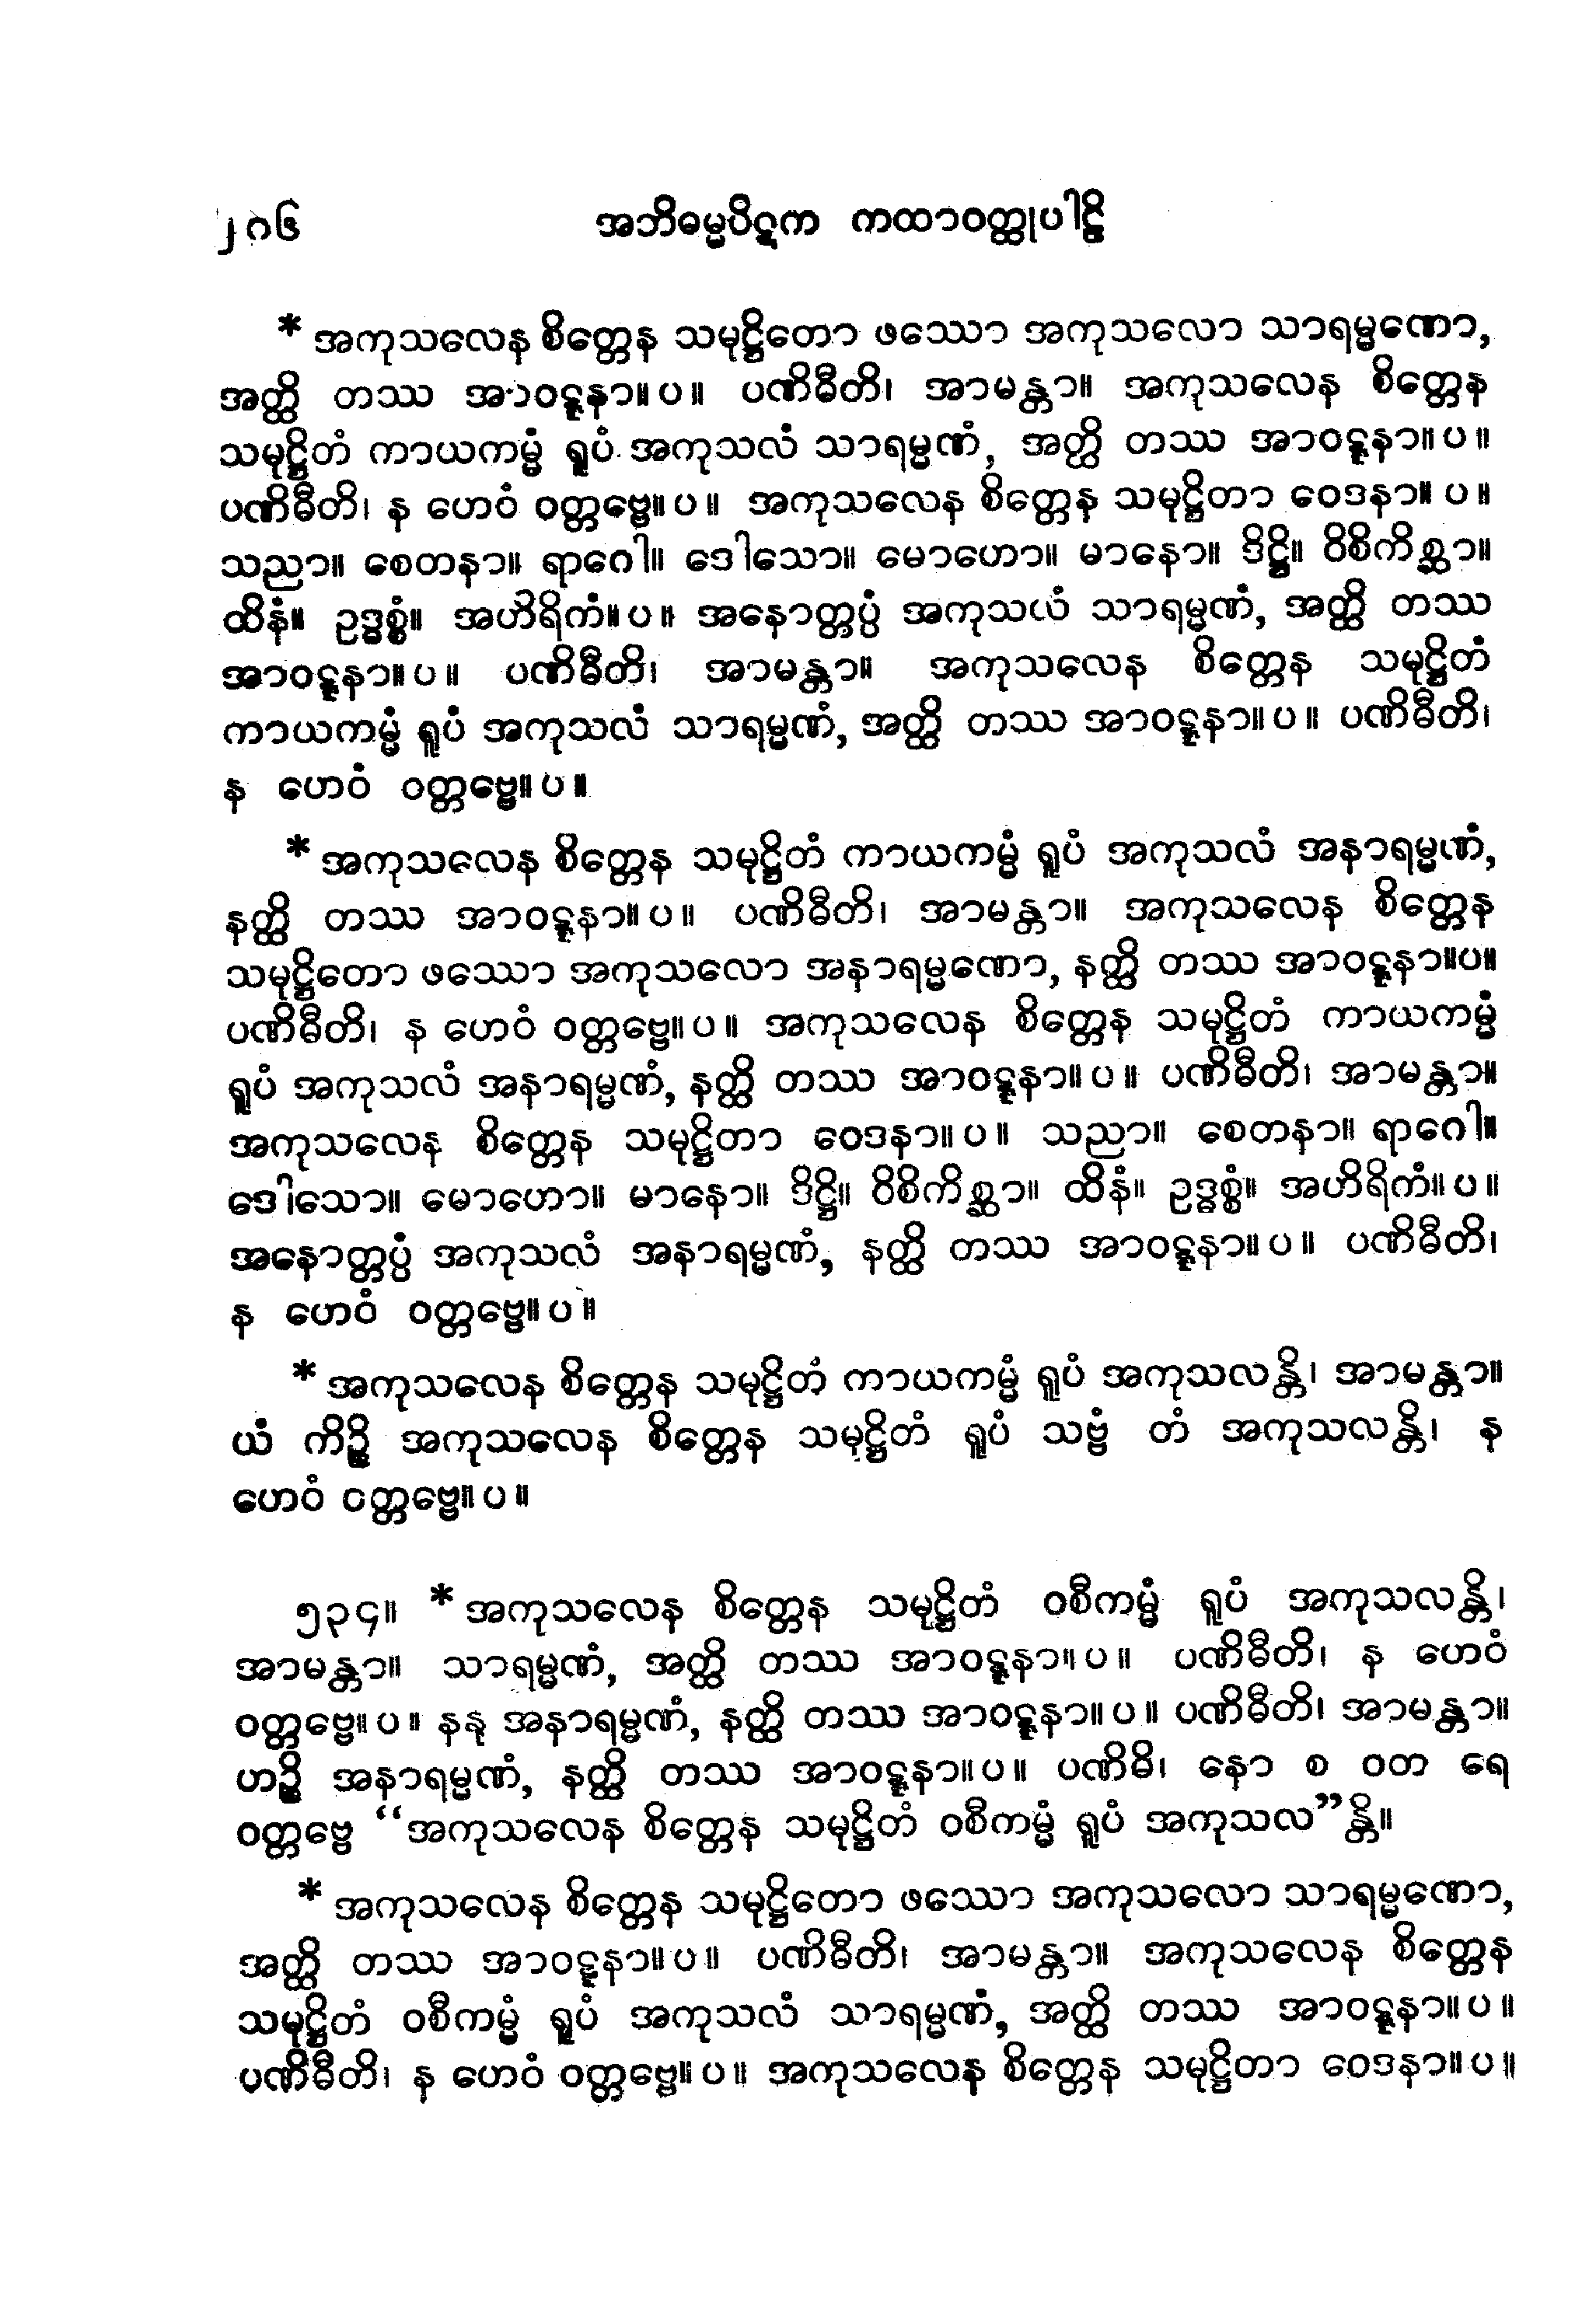 ၂၈၆ အဘိဓမ္မပိဋက ကထာဝတ္ထုပါဠိ
* အကုသလေန စိတ္တေန သမုဋ္ဌိတော ဖဿော အကုသလော သာရမ္မဏော,
အတ္ထိ တဿ အာဝဋ္ဋနာ။ပ။ ပဏိဓီတိ၊ အာမန္တာ။ အကုသလေန စိတ္တေန
သမုဋ္ဌိတံ ကာယကမ္မံ ရူပံ အကုသလံ သာရမ္မဏံ, အတ္ထိ တဿ အာဝဋ္ဋနာ။ပ။
ပဏိဓီတိ၊ န ဟေဝံ ဝတ္တဗ္ဗေ။ပ။ အကုသလေန စိတ္တေန သမုဋ္ဌိတာ ဝေဒနာ။ပ။
သညာ။ စေတနာ။ ရာဂေါ။ ဒေါသော။ မောဟော။ မာနော။ ဒိဋ္ဌိ။ ဝိစိကိစ္ဆာ။
ထိနံ။ ဥဒ္ဓစ္စံ။ အဟိရိကံ။ပ။ အနောတ္တပ္ပံ အကုသလံ သာရမ္မဏံ, အတ္ထိ တဿ
အာဝဋ္ဋနာ။ပ။ ပဏိဓီတိ၊ အာမန္တာ။ အကုသလေန စိတ္တေန သမုဋ္ဌိတံ
ကာယကမ္မံ ရူပံ အကုသလံ သာရမ္မဏံ, အတ္ထိ တဿ အာဝဋ္ဋနာ။ပ။ ပဏိဓီတိ၊
န ဟေဝံ ဝတ္တဗ္ဗေ။ပ။
* အကုသလေန စိတ္တေန သမုဋ္ဌိတံ ကာယကမ္မံ ရူပံ အကုသလံ အနာရမ္မဏံ,
နတ္ထိ တဿ အာဝဋ္ဋနာ။ပ။ ပဏိဓီတိ၊ အာမန္တာ။ အကုသလေန စိတ္တေန
သမုဋ္ဌိတော ဖဿော အကုသလော အနာရမ္မဏော, နတ္ထိ တဿ အာဝဋ္ဋနာ။ပ။
ပဏိဓီတိ၊ န ဟေဝံ ဝတ္တဗ္ဗေ။ပ။ အကုသလေန စိတ္တေန သမုဋ္ဌိတံ ကာယကမ္မံ
ရူပံ အကုသလံ အနာရမ္မဏံ, နတ္ထိ တဿ အာဝဋ္ဋနာ။ပ။ ပဏိဓီတိ၊ အာမန္တာ။
အကုသလေန စိတ္တေန သမုဋ္ဌိတာ ဝေဒနာ။ပ။ သညာ။ စေတနာ။ ရာဂေါ။
ဒေါသော။ မောဟော။ မာနော။ ဒိဋ္ဌိ။ ဝိစိကိစ္ဆာ။ ထိနံ။ ဥဒ္ဓစ္စံ။ အဟိရိကံ။ပ။
အနောတ္တပ္ပံ အကုသလံ အနာရမ္မဏံ, နတ္ထိ တဿ အာဝဋ္ဋနာ။ပ။ ပဏိဓီတိ၊
န ဟေဝံ ဝတ္တဗ္ဗေ။ပ။
* အကုသလေန စိတ္တေန သမုဋ္ဌိတံ ကာယကမ္မံ ရူပံ အကုသလန္တိ၊ အာမန္တာ။
ယံ ကိဉ္စိ အကုသလေန စိတ္တေန သမုဋ္ဌိတံ ရူပံ သဗ္ဗံ တံ အကုသလန္တိ၊ န
ဟေဝံ ဝတ္တဗ္ဗေ။ပ။
၅၃၄။ * အကုသလေန စိတ္တေန သမုဋ္ဌိတံ ဝစီကမ္မံ ရူပံ အကုသလန္တိ၊
အာမန္တာ။ သာရမ္မဏံ, အတ္ထိ တဿ အာဝဋ္ဋနာ။ပ။ ပဏိဓီတိ၊ န ဟေဝံ
ဝတ္တဗ္ဗေ။ပ။ နနု အနာရမ္မဏံ, နတ္ထိ တဿ အာဝဋ္ဋနာ။ပ။ ပဏိဓီတိ၊ အာမန္တာ။
ဟဉ္စိ အနာရမ္မဏံ, နတ္ထိ တဿ အာဝဋ္ဋနာ။ပ။ ပဏိဓိ၊ နော စ ဝတ ရေ
ဝတ္တဗ္ဗေ “အကုသလေန စိတ္တေန သမုဋ္ဌိတံ ဝစီကမ္မံ ရူပံ အကုသလ”န္တိ။
* အကုသလေန စိတ္တေန သမုဋ္ဌိတော ဖဿော အကုသလော သာရမ္မဏော,
အတ္ထိ တဿ အာဝဋ္ဋနာ။ပ။ ပဏိဓီတိ၊ အာမန္တာ။ အကုသလေန စိတ္တေန
သမုဋ္ဌိတံ ဝစီကမ္မံ ရူပံ အကုသလံ သာရမ္မဏံ, အတ္ထိ တဿ အာဝဋ္ဋနာ။ပ။
ပဏိဓီတိ၊ န ဟေဝံ ဝတ္တဗ္ဗေ။ပ။ အကုသလေန စိတ္တေန သမုဋ္ဌိတာ ဝေဒနာ။ပ။